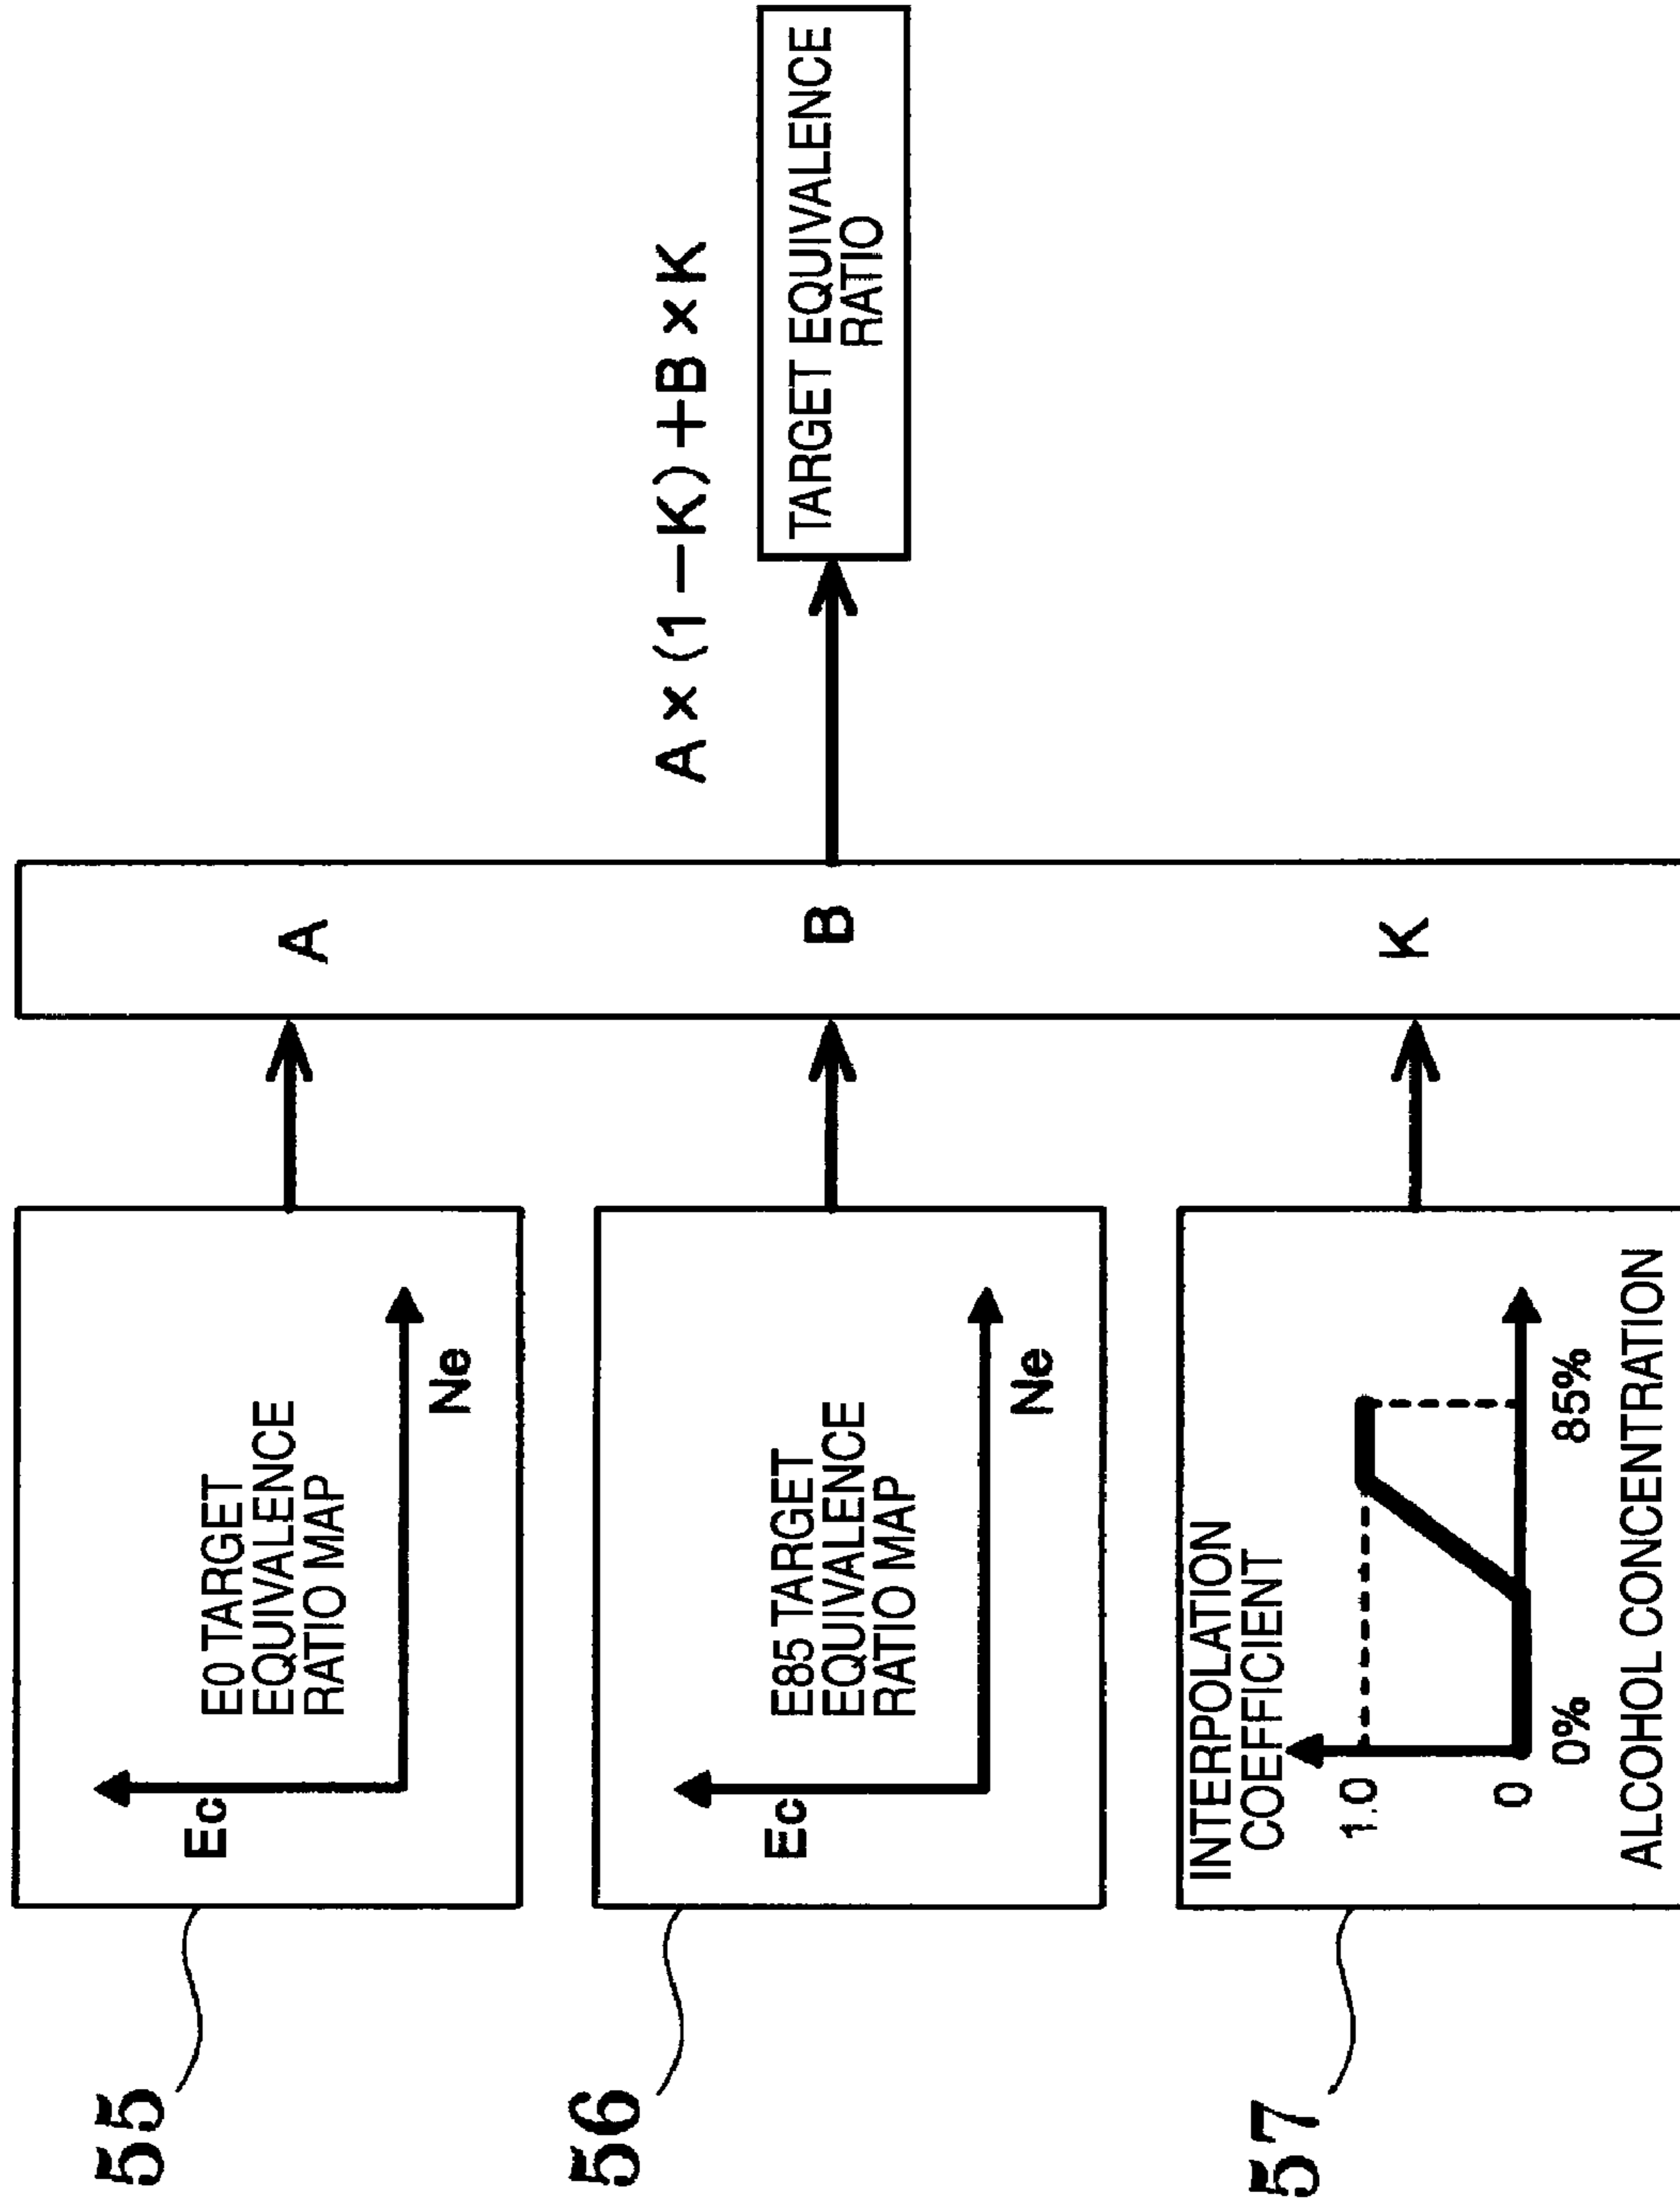 55
Ec
E0 TARGET
EQUIVALENCE
RATIO MAP
Ne
A
56
Ec
E85 TARGET
EQUIVALENCE
RATIO MAP
Ne
B
A×(1−K)+B×K
TARGET EQUIVALENCE
RATIO
57
INTERPOLATION
COEFFICIENT
1.0
0
0%
85%
ALCOHOL CONCENTRATION
K